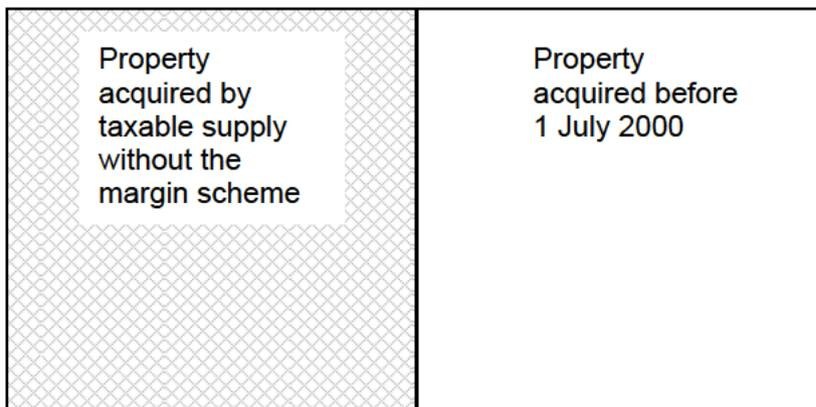 Property
acquired by
taxable supply
without the
margin scheme
Property
acquired before
1 July 2000